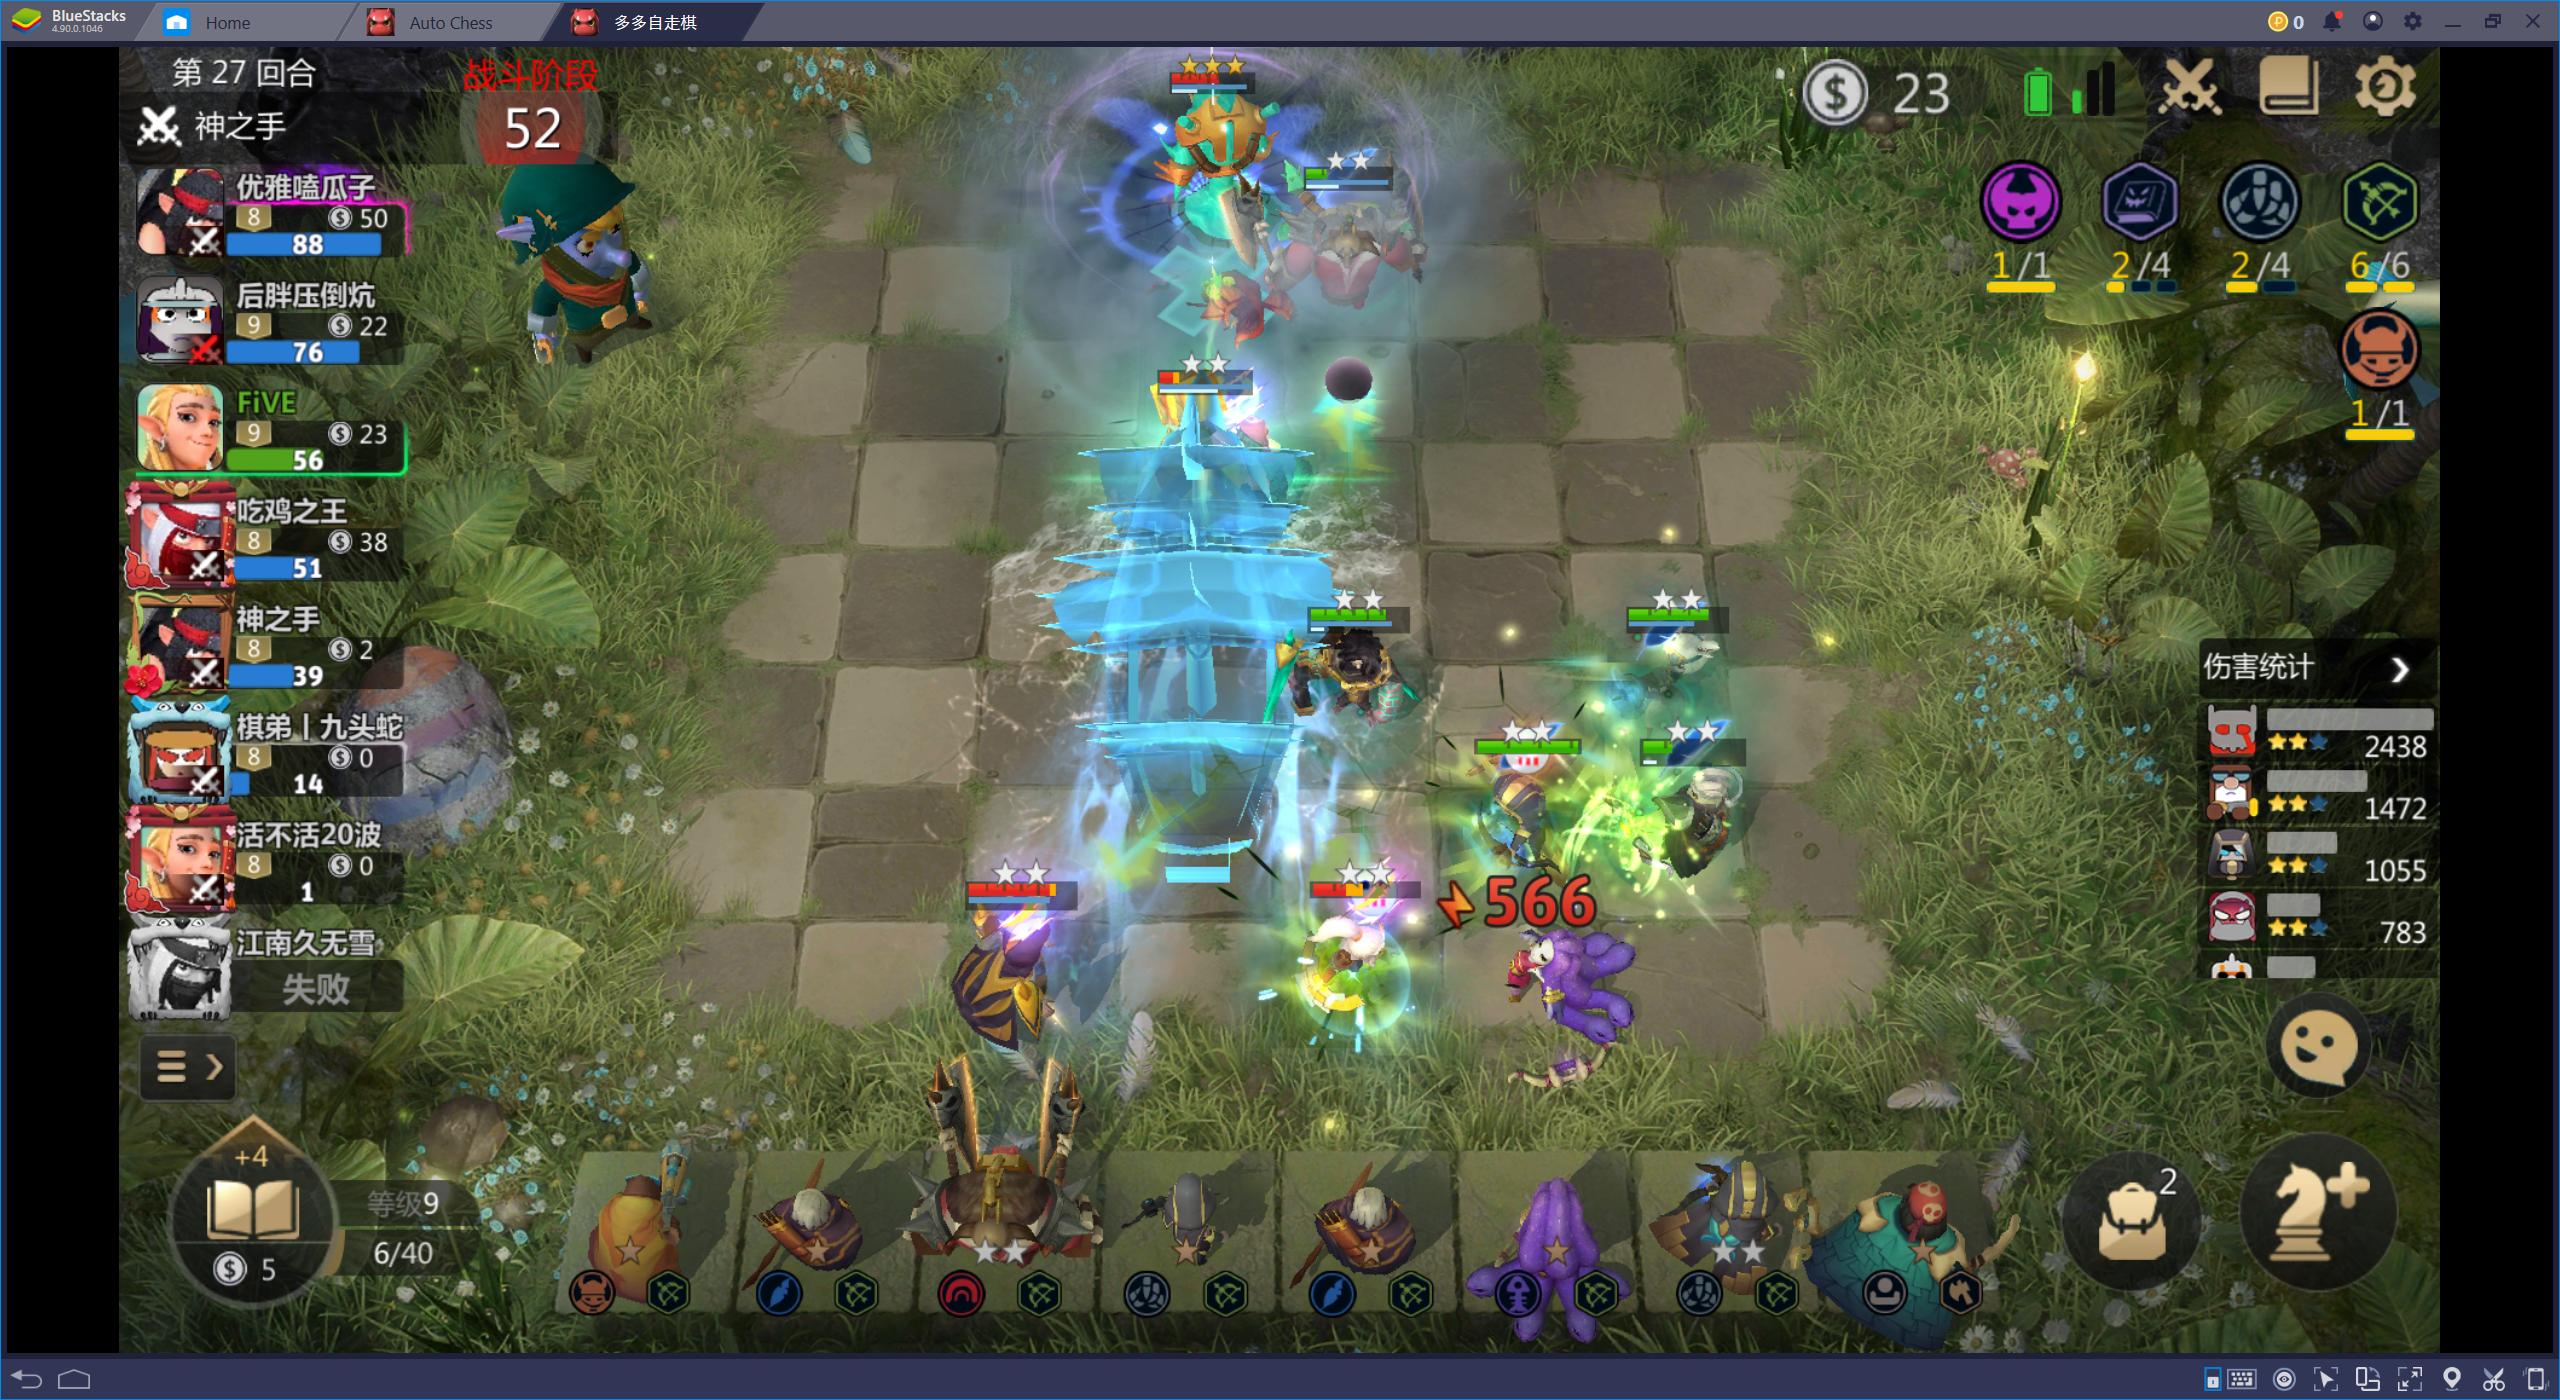 BlueStacks
4.90.0.1046
Home
Auto Chess
多多自走棋
0
第 27 回合
战斗阶段
神之手
52
23
优雅嗑瓜子
8 50
88
后胖压倒炕
9 22
76
FiVE
9 23
56
吃鸡之王
8 38
51
神之手
8 2
39
棋弟丨九头蛇
8 0
14
活不活20波
8 0
1
江南久无雪
失败
1/1
2/4
2/4
6/6
1/1
伤害统计
2438
1472
1055
783
566
+4
等级9
6/40
5
2